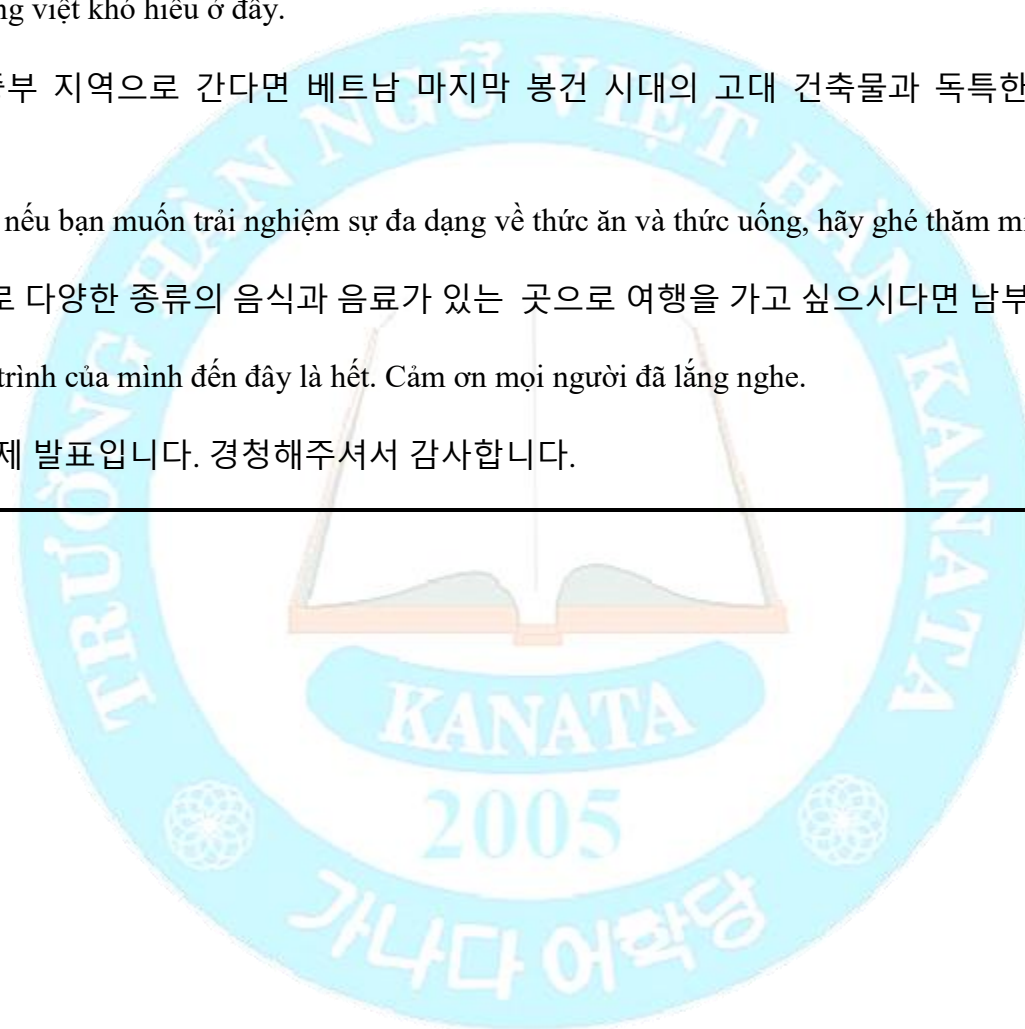 việt khó hiểu ở đây.
지역으로 간다면 베트남 마지막 봉건 시대의 고대 건축물과 독특한
nếu bạn muốn trải nghiệm sự đa dạng về thức ăn và thức uống, hãy ghé thăm
다양한 종류의 음식과 음료가 있는 곳으로 여행을 가고 싶으시다면 남부
trình của mình đến đây là hết. Cảm ơn mọi người đã lắng nghe.
제 발표입니다. 경청해주셔서 감사합니다.
TRƯỜNG HÀN NGỮ VIỆT HÀN KANATA
KANATA
2005
가나다 어학당